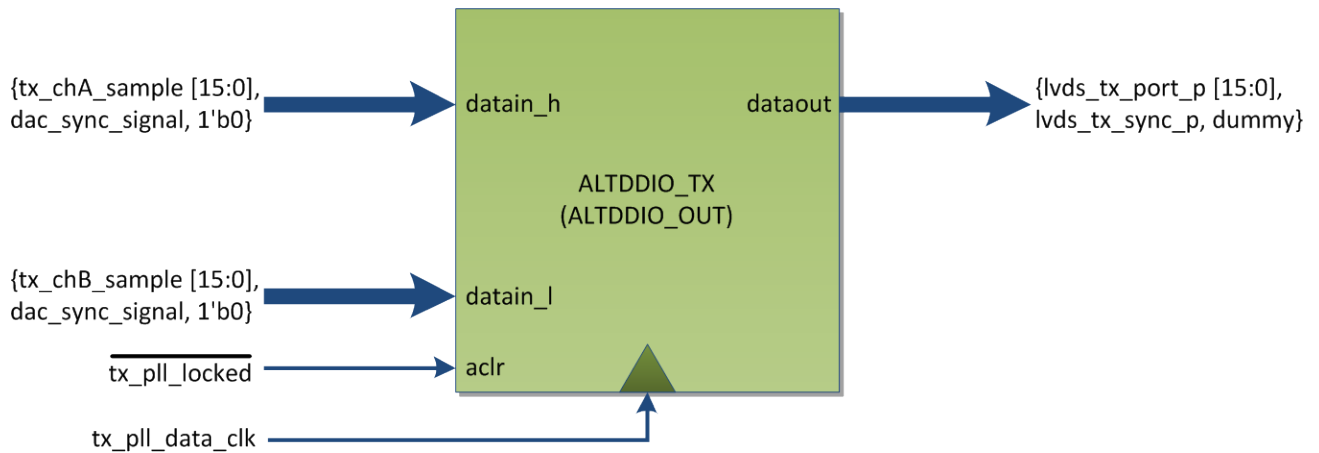 {tx_chA_sample [15:0],
dac_sync_signal, 1'b0}
datain_h
dataout
{lvds_tx_port_p [15:0],
lvds_tx_sync_p, dummy}
ALTDDIO_TX
(ALTDDIO_OUT)
{tx_chB_sample [15:0],
dac_sync_signal, 1'b0}
datain_l
tx_pll_locked
aclr
tx_pll_data_clk